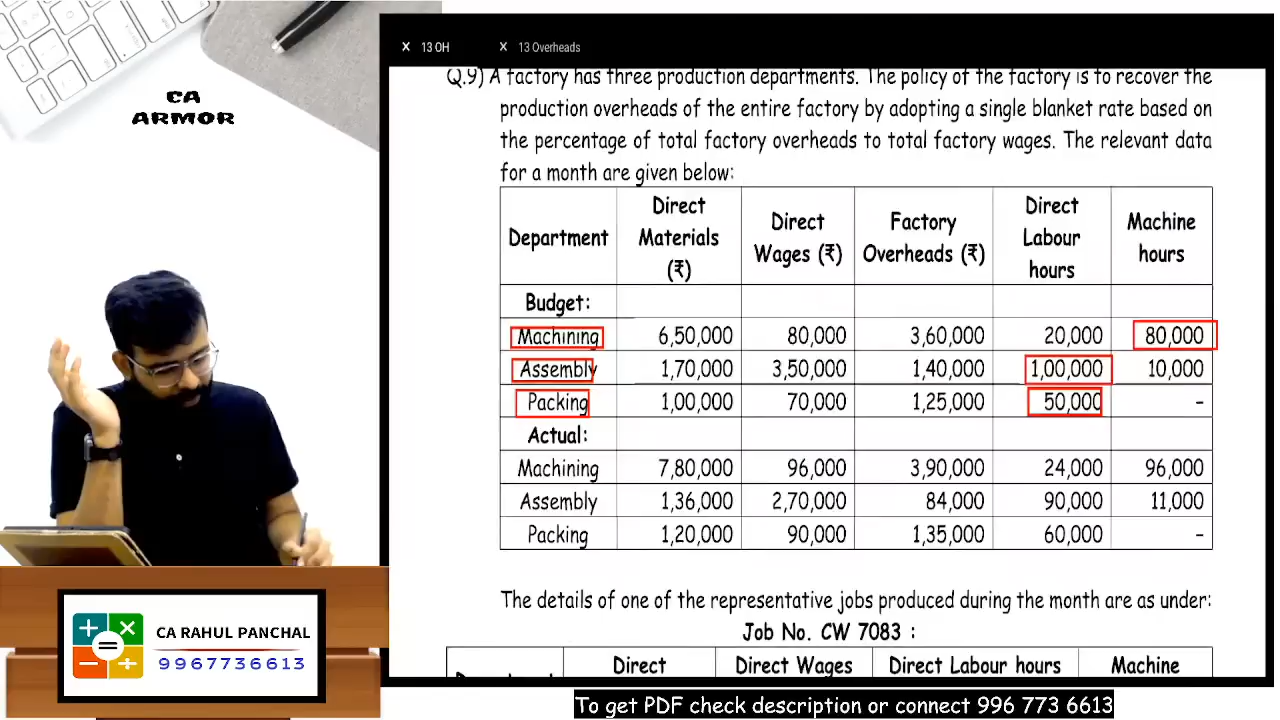 CA
ARMOR
13 OH
13 Overheads
Q.9) A factory has three production departments. The policy of the factory is to recover the
production overheads of the entire factory by adopting a single blanket rate based on
the percentage of total factory overheads to total factory wages. The relevant data
for a month are given below:
Department Direct Materials (₹) Direct Wages (₹) Factory Overheads (₹) Direct Labour hours Machine hours
Budget:
Machining 6,50,000 80,000 3,60,000 20,000 80,000
Assembly 1,70,000 3,50,000 1,40,000 1,00,000 10,000
Packing 1,00,000 70,000 1,25,000 50,000 -
Actual:
Machining 7,80,000 96,000 3,90,000 24,000 96,000
Assembly 1,36,000 2,70,000 84,000 90,000 11,000
Packing 1,20,000 90,000 1,35,000 60,000 -
The details of one of the representative jobs produced during the month are as under:
Job No. CW 7083 :
Direct Direct Wages Direct Labour hours Machine
CA RAHUL PANCHAL
9967736613
To get PDF check description or connect 996 773 6613